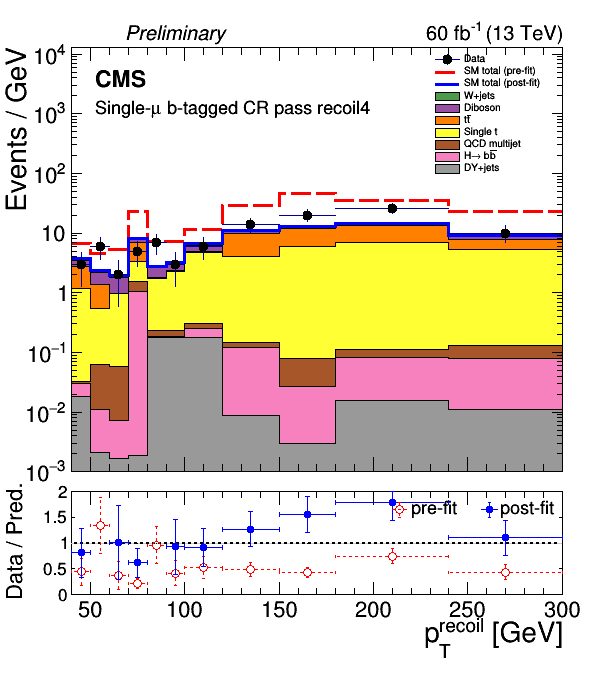 Preliminary 60 fb⁻¹ (13 TeV)
CMS
Single-μ b-tagged CR pass recoil4
Data
SM total (pre-fit)
SM total (post-fit)
W+jets
Diboson
tt̅
Single t
QCD multijet
H→ bb̅
DY+jets
Events / GeV
10⁴
10³
10²
10
1
10⁻¹
10⁻²
10⁻³
pre-fit post-fit
Data / Pred.
2
1.5
1
0.5
0
50 100 150 200 250 300
p_T^recoil [GeV]